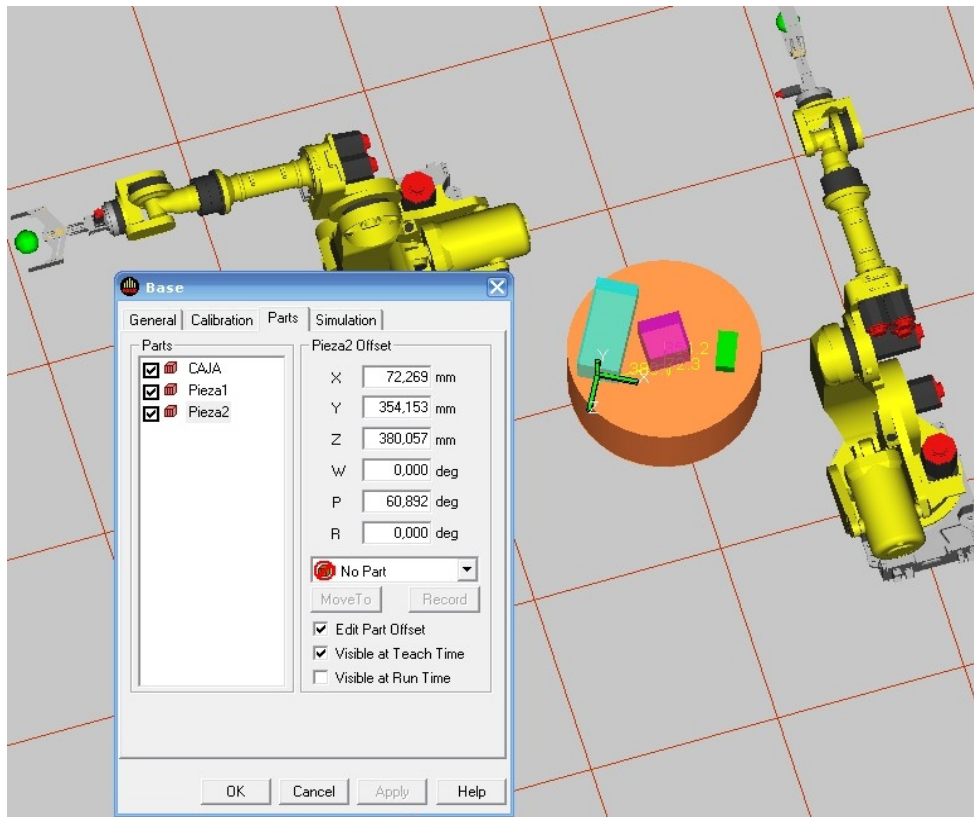 Base
General Calibration Parts Simulation
Parts
CAJA
Pieza1
Pieza2
Pieza2 Offset
X 72,269 mm
Y 354,153 mm
Z 380,057 mm
W 0,000 deg
P 60,892 deg
R 0,000 deg
No Part
MoveTo Record
Edit Part Offset
Visible at Teach Time
Visible at Run Time
OK Cancel Apply Help
Y
X
Z